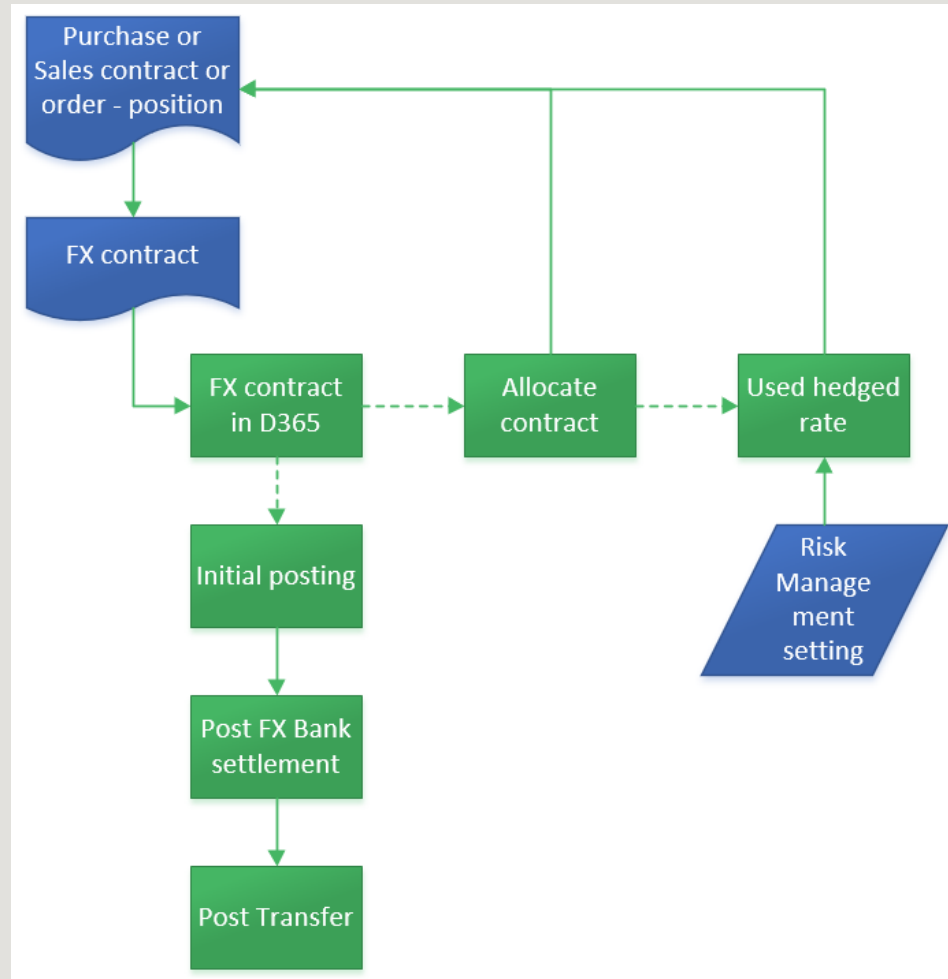 Purchase or
Sales contract or
order - position
FX contract
FX contract
in D365
Allocate
contract
Used hedged
rate
Initial posting
Risk
Manage
ment
setting
Post FX Bank
settlement
Post Transfer